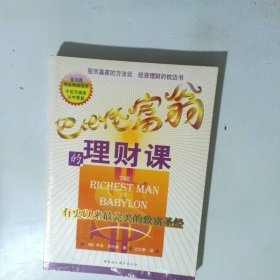 股市赢家的方法论 投资理财的枕边书
巴比伦富翁
的理财课
THE
RICHEST MAN
IN
BABYLON
有史以来最完美的致富圣经
中国社会科学出版社